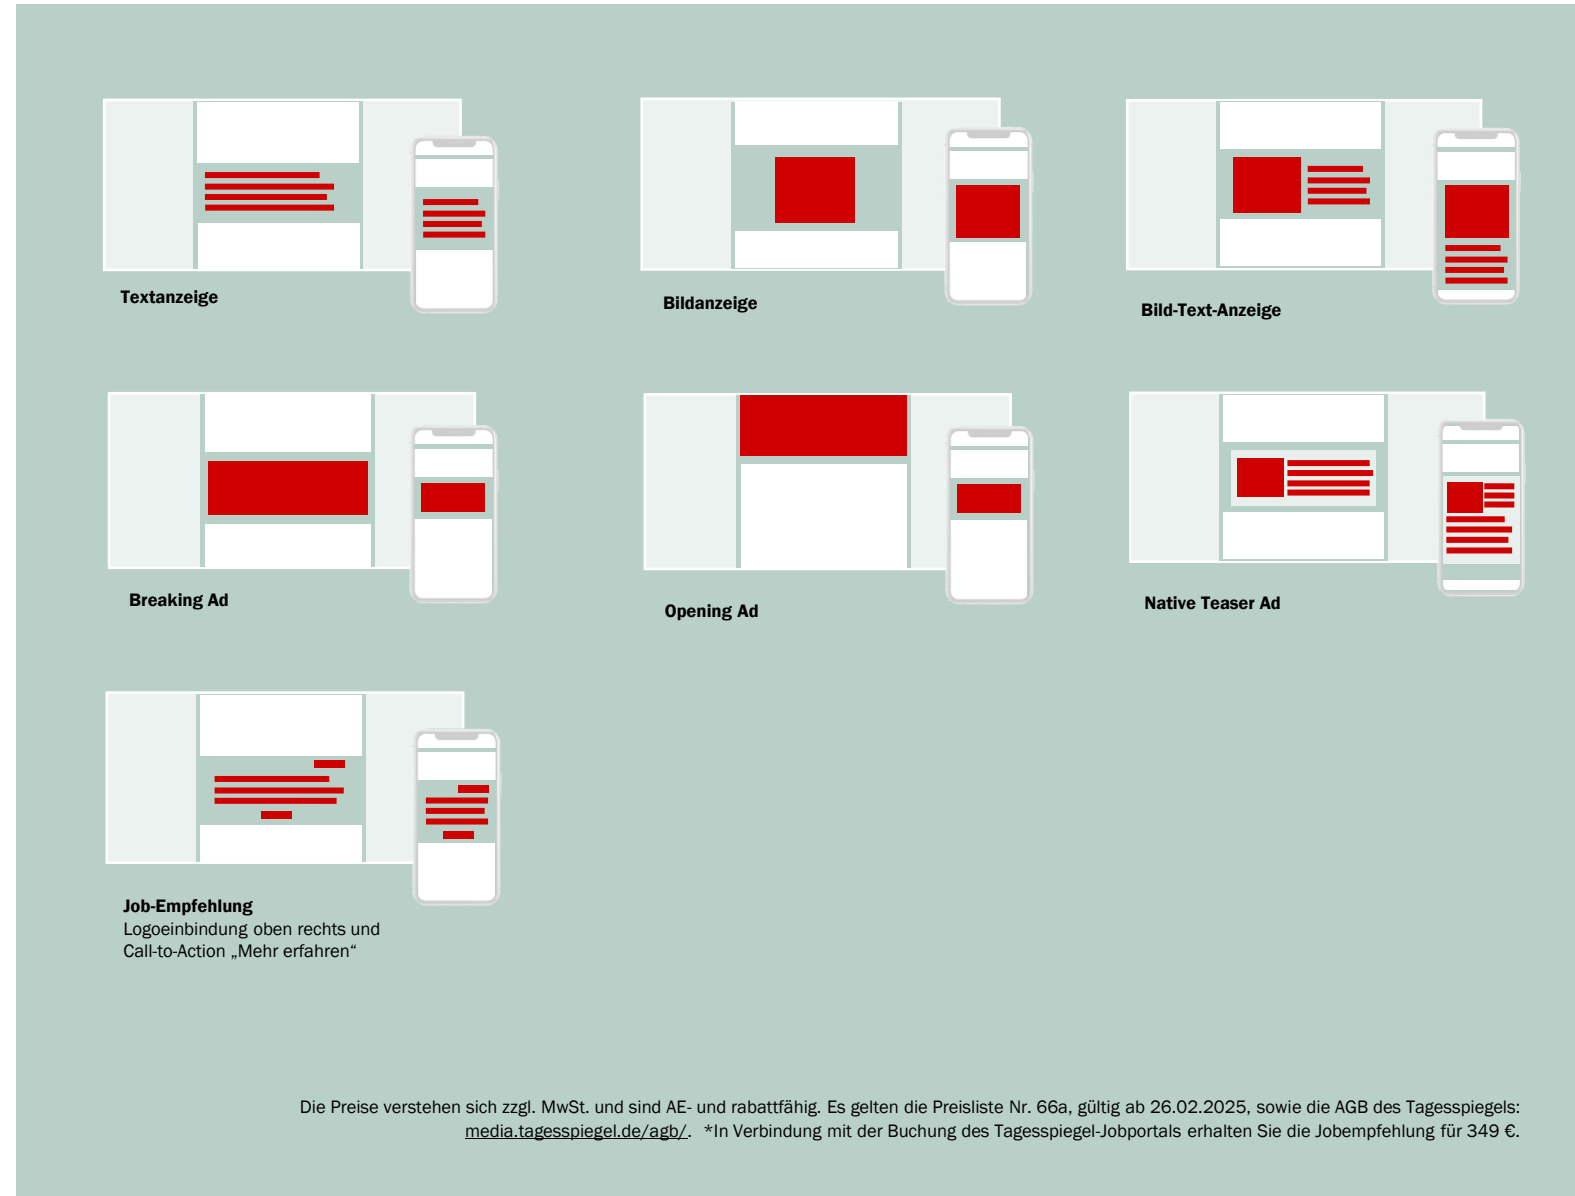 Textanzeige
Bildanzeige
Bild-Text-Anzeige
Breaking Ad
Opening Ad
Native Teaser Ad
Job-Empfehlung
Logoeinbindung oben rechts und
Call-to-Action „Mehr erfahren“
Die Preise verstehen sich zzgl. MwSt. und sind AE- und rabattfähig. Es gelten die Preisliste Nr. 66a, gültig ab 26.02.2025, sowie die AGB des Tagesspiegels:
media.tagesspiegel.de/agb/. *In Verbindung mit der Buchung des Tagesspiegel-Jobportals erhalten Sie die Jobempfehlung für 349 €.